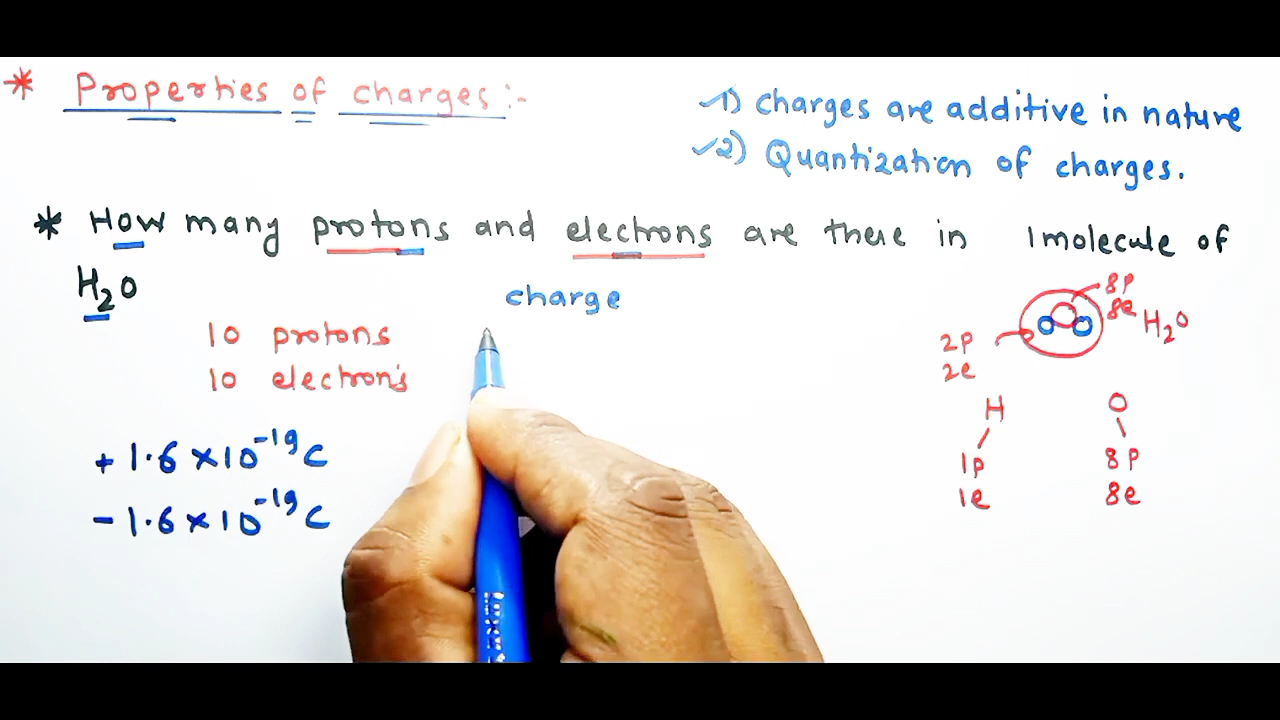 * Properties of charges :-
✓1) charges are additive in nature
✓2) Quantization of charges.
* How many protons and electrons are there in 1molecule of
H₂O
charge
10 protons
10 electrons
+1.6×10⁻¹⁹C
-1.6×10⁻¹⁹C
8P
8e
H₂O
2P
2e
H
O
1P
1e
8P
8e